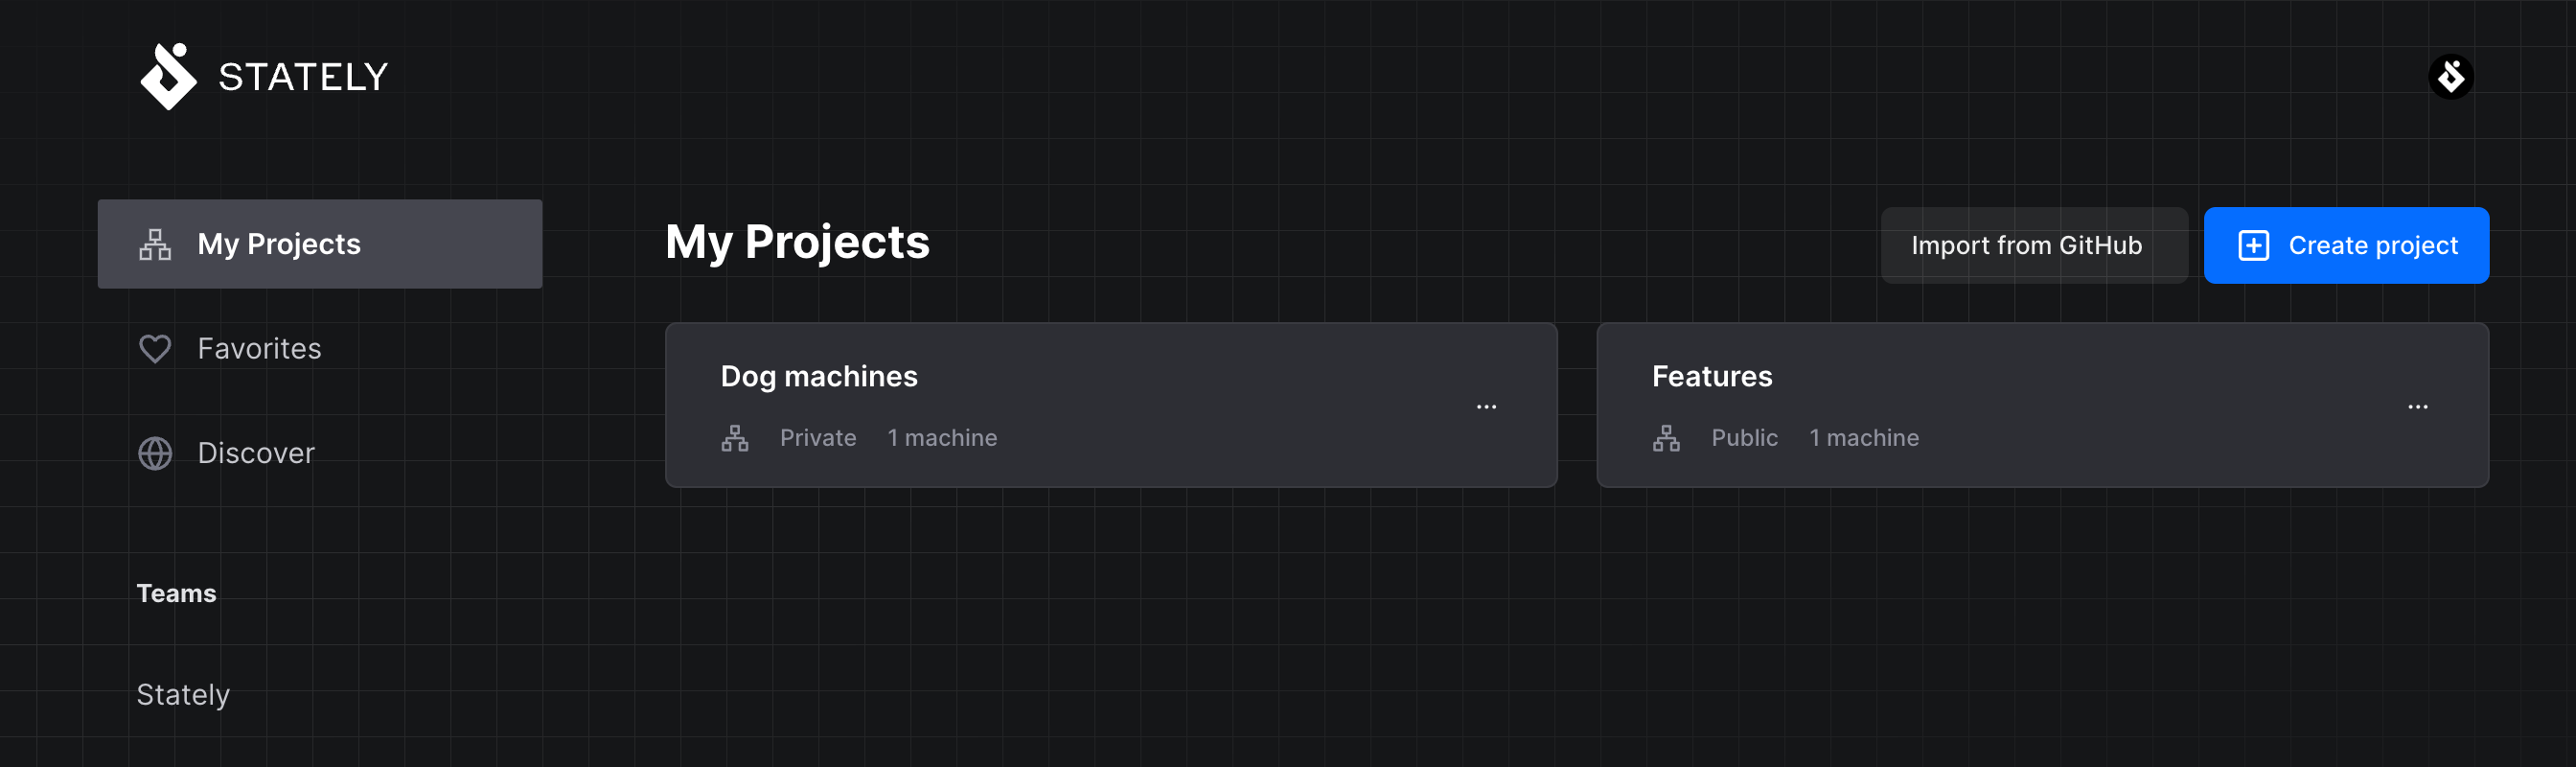 STATELY
My Projects
Favorites
Discover
Teams
Stately
My Projects
Import from GitHub
Create project
Dog machines
Private 1 machine
Features
Public 1 machine